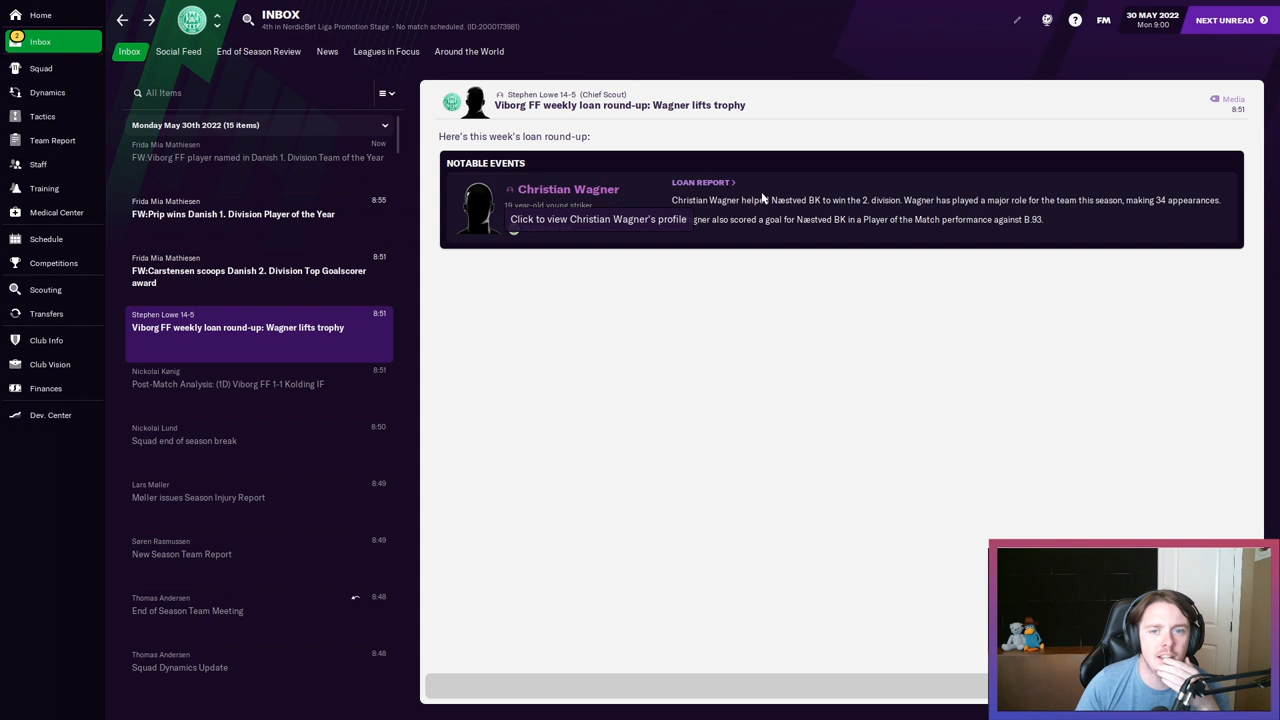 Home
2
Inbox
Squad
Dynamics
Tactics
Team Report
Staff
Training
Medical Center
Schedule
Competitions
Scouting
Transfers
Club Info
Club Vision
Finances
Dev. Center
INBOX
4th in NordicBet Liga Promotion Stage - No match scheduled. (ID:2000173981)
FM
30 MAY 2022
Mon 9:00
NEXT UNREAD
Inbox
Social Feed
End of Season Review
News
Leagues in Focus
Around the World
All Items
Monday May 30th 2022 (15 items)
Frida Mia Mathiesen
Now
FW:Viborg FF player named in Danish 1. Division Team of the Year
Frida Mia Mathiesen
8:55
FW:Prip wins Danish 1. Division Player of the Year
Frida Mia Mathiesen
8:51
FW:Carstensen scoops Danish 2. Division Top Goalscorer
award
Stephen Lowe 14-5
8:51
Viborg FF weekly loan round-up: Wagner lifts trophy
Nickolai Kønig
8:51
Post-Match Analysis: (1D) Viborg FF 1-1 Kolding IF
Nickolai Lund
8:50
Squad end of season break
Lars Møller
8:49
Møller issues Season Injury Report
Søren Rasmussen
8:49
New Season Team Report
Thomas Andersen
8:48
End of Season Team Meeting
Thomas Andersen
8:48
Squad Dynamics Update
Stephen Lowe 14-5 (Chief Scout)
Viborg FF weekly loan round-up: Wagner lifts trophy
Media
8:51
Here's this week's loan round-up:
NOTABLE EVENTS
Christian Wagner
19 year-old young striker
Click to view Christian Wagner's profile
LOAN REPORT >
Christian Wagner helped Næstved BK to win the 2. division. Wagner has played a major role for the team this season, making 34 appearances.
gner also scored a goal for Næstved BK in a Player of the Match performance against B.93.